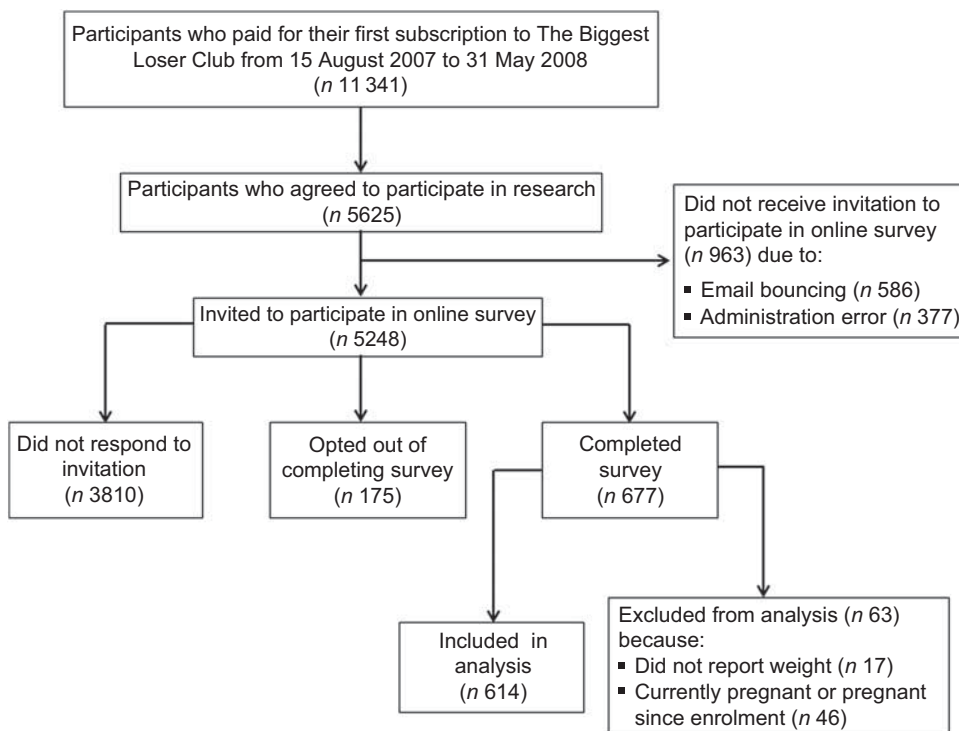 Participants who paid for their first subscription to The Biggest
Loser Club from 15 August 2007 to 31 May 2008
(n 11 341)
Participants who agreed to participate in research
(n 5625)
Did not receive invitation to
participate in online survey
(n 963) due to:
▪ Email bouncing (n 586)
▪ Administration error (n 377)
Invited to participate in online survey
(n 5248)
Did not respond to
invitation
(n 3810)
Opted out of
completing survey
(n 175)
Completed
survey
(n 677)
Included in
analysis
(n 614)
Excluded from analysis (n 63)
because:
▪ Did not report weight (n 17)
▪ Currently pregnant or pregnant
since enrolment (n 46)